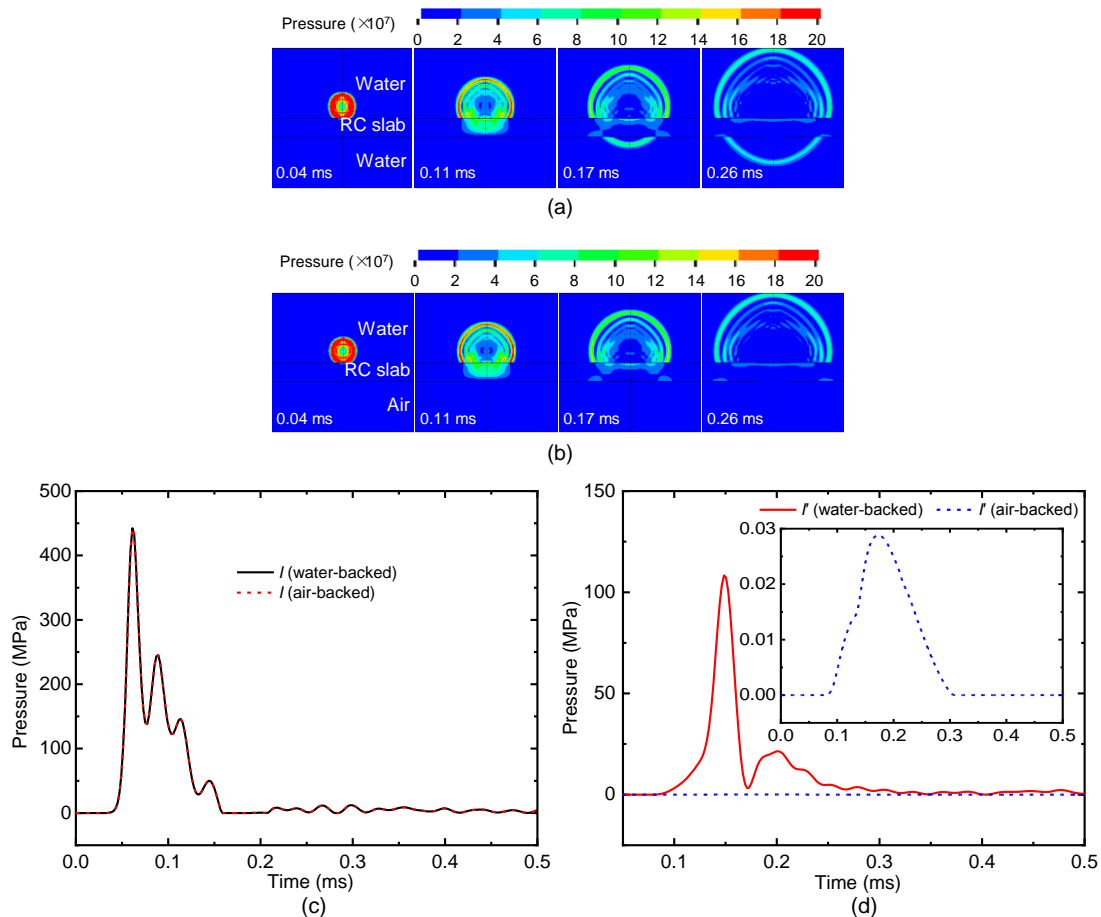 Pressure (×10⁷)
0 2 4 6 8 10 12 14 16 18 20
Water
RC slab
Water
0.04 ms 0.11 ms 0.17 ms 0.26 ms
(a)
Pressure (×10⁷)
0 2 4 6 8 10 12 14 16 18 20
Water
RC slab
Air
0.04 ms 0.11 ms 0.17 ms 0.26 ms
(b)
500
400
300
200
100
0
Pressure (MPa)
I (water-backed)
I (air-backed)
0.0 0.1 0.2 0.3 0.4 0.5
Time (ms)
(c)
150
100
50
0
Pressure (MPa)
I' (water-backed) I' (air-backed)
0.03
0.02
0.01
0.00
0.0 0.1 0.2 0.3 0.4 0.5
0.1 0.2 0.3 0.4 0.5
Time (ms)
(d)